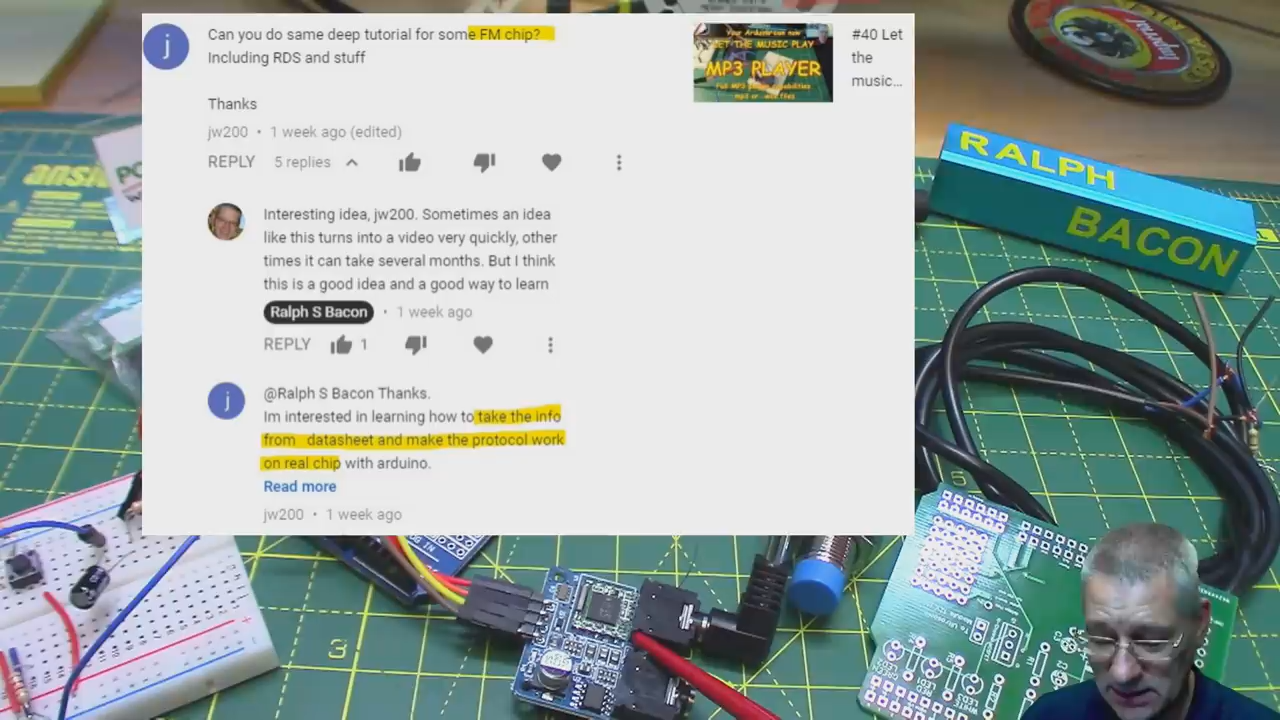 Can you do same deep tutorial for some FM chip?
Including RDS and stuff
Thanks
jw200 • 1 week ago (edited)
REPLY 5 replies
#40 Let
the
music...
LET THE MUSIC PLAY
MP3 PLAYER
j
Interesting idea, jw200. Sometimes an idea
like this turns into a video very quickly, other
times it can take several months. But I think
this is a good idea and a good way to learn
Ralph S Bacon • 1 week ago
REPLY 1
j
@Ralph S Bacon Thanks.
Im interested in learning how to take the info
from datasheet and make the protocol work
on real chip with arduino.
Read more
jw200 • 1 week ago
RALPH
BACON
3